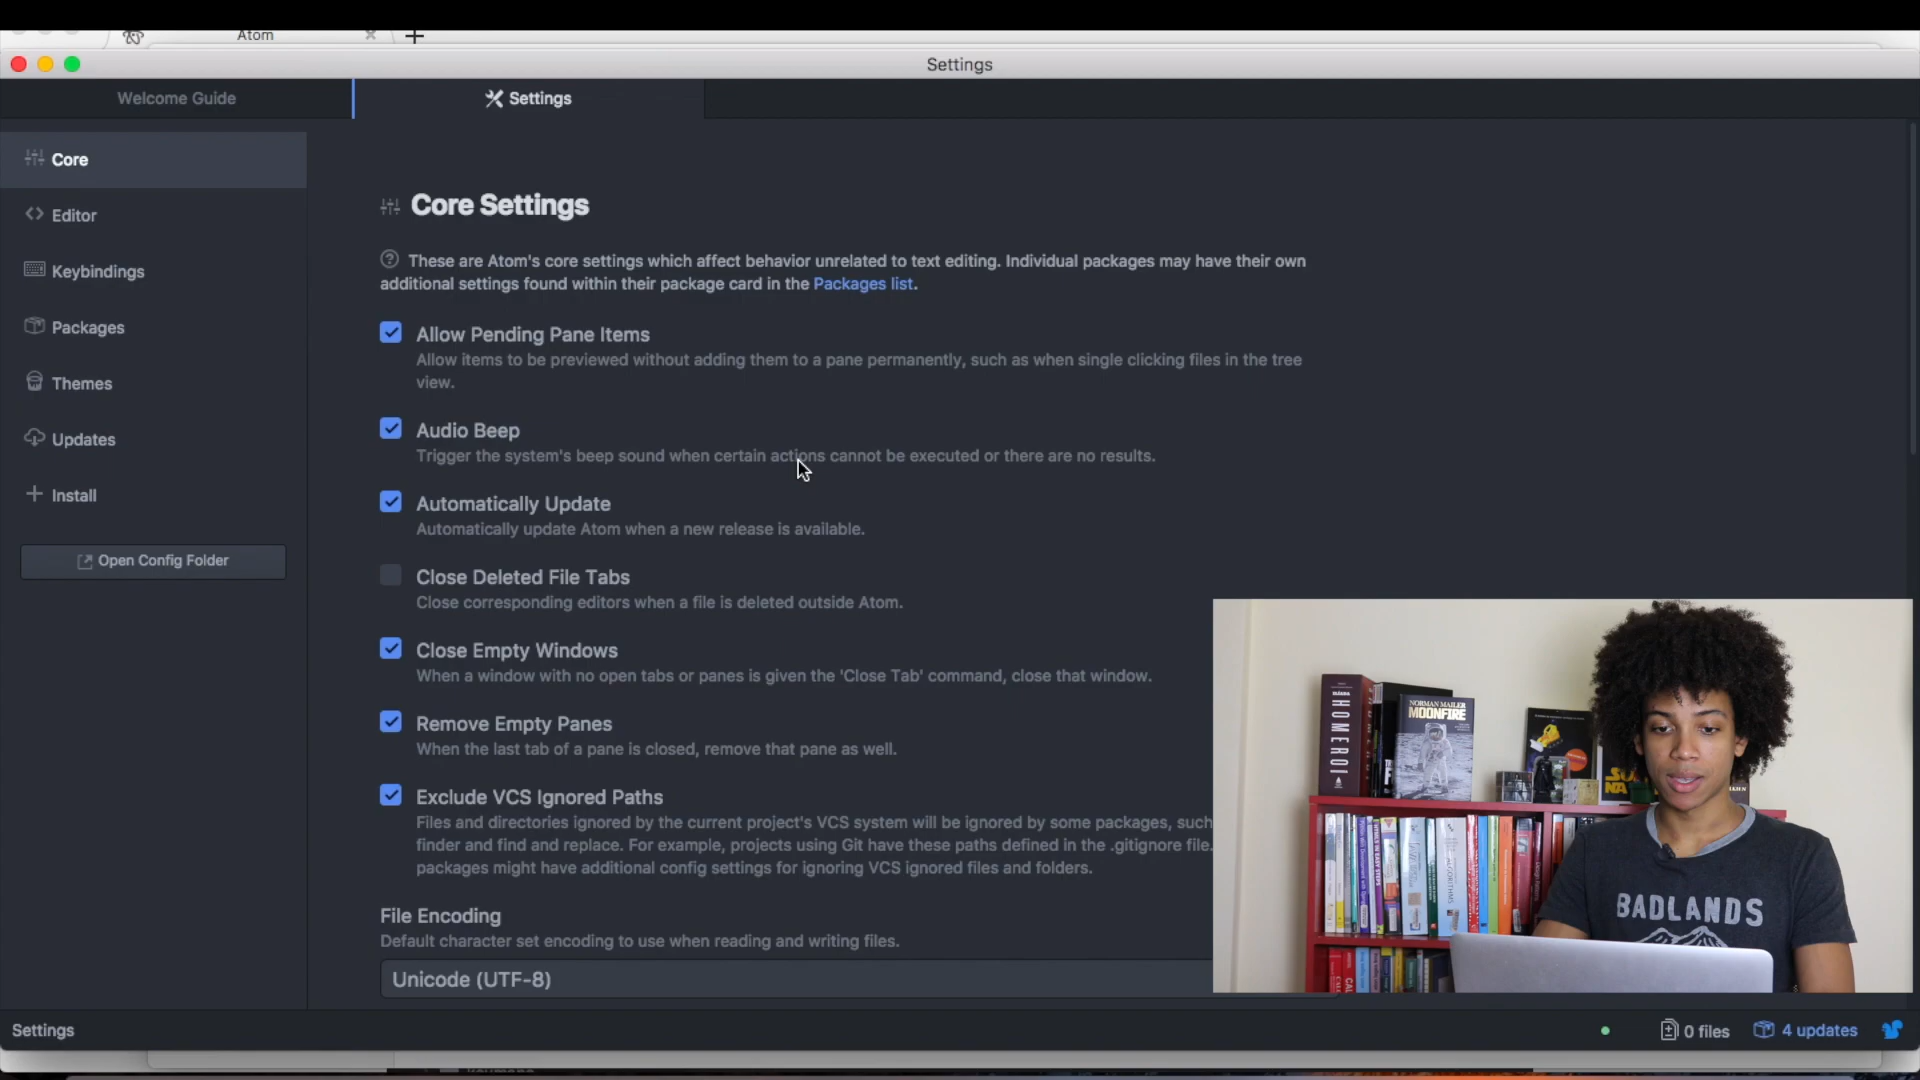 Atom
Settings
Welcome Guide
Settings
Core
Editor
Keybindings
Packages
Themes
Updates
Install
Open Config Folder
Core Settings
These are Atom's core settings which affect behavior unrelated to text editing. Individual packages may have their own
additional settings found within their package card in the Packages list.
Allow Pending Pane Items
Allow items to be previewed without adding them to a pane permanently, such as when single clicking files in the tree
view.
Audio Beep
Trigger the system's beep sound when certain actions cannot be executed or there are no results.
Automatically Update
Automatically update Atom when a new release is available.
Close Deleted File Tabs
Close corresponding editors when a file is deleted outside Atom.
Close Empty Windows
When a window with no open tabs or panes is given the 'Close Tab' command, close that window.
Remove Empty Panes
When the last tab of a pane is closed, remove that pane as well.
Exclude VCS Ignored Paths
Files and directories ignored by the current project's VCS system will be ignored by some packages, such
finder and find and replace. For example, projects using Git have these paths defined in the .gitignore file.
packages might have additional config settings for ignoring VCS ignored files and folders.
File Encoding
Default character set encoding to use when reading and writing files.
Unicode (UTF-8)
HOMEROI
NORMAN MAILER
MOONFIRE
ALGORITHMS
BADLANDS
Settings
0 files
4 updates